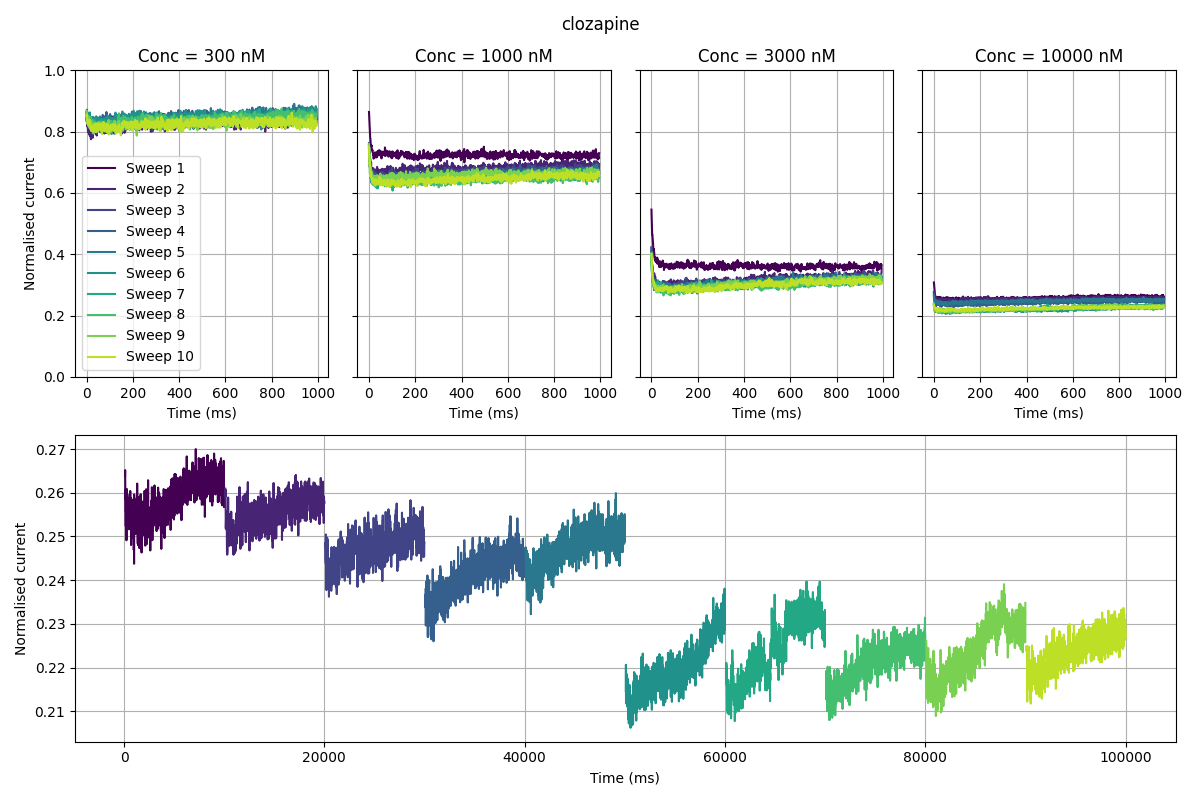 clozapine
Conc = 300 nM
Conc = 1000 nM
Conc = 3000 nM
Conc = 10000 nM
Normalised current
1.0
0.8
0.6
0.4
0.2
0.0
Sweep 1
Sweep 2
Sweep 3
Sweep 4
Sweep 5
Sweep 6
Sweep 7
Sweep 8
Sweep 9
Sweep 10
0 200 400 600 800 1000
0 200 400 600 800 1000
0 200 400 600 800 1000
0 200 400 600 800 1000
Time (ms)
Time (ms)
Time (ms)
Time (ms)
Normalised current
0.27
0.26
0.25
0.24
0.23
0.22
0.21
0 20000 40000 60000 80000 100000
Time (ms)